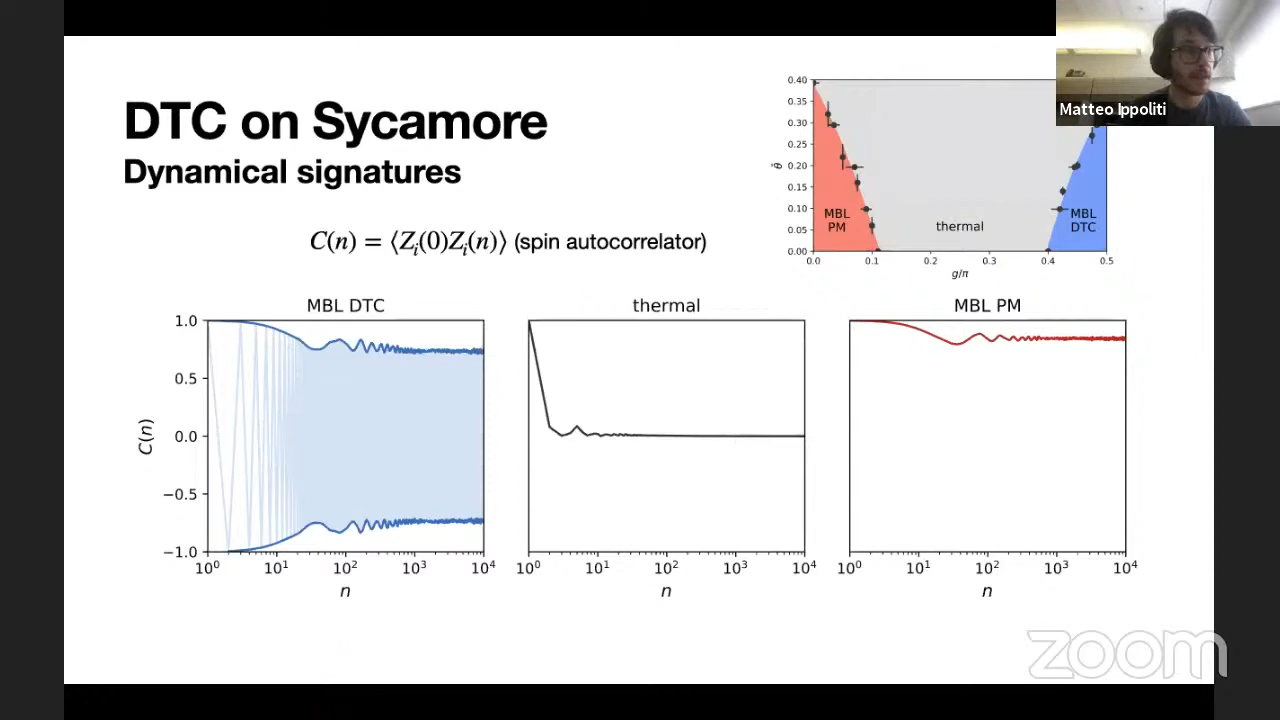 DTC on Sycamore
Dynamical signatures
C(n) = ⟨Z_i(0)Z_i(n)⟩ (spin autocorrelator)
Matteo Ippoliti
0.40
0.35
0.30
0.25
0.20
0.15
0.10
0.05
0.00
θ̄
MBL
PM
thermal
MBL
DTC
0.0 0.1 0.2 0.3 0.4 0.5
g/π
MBL DTC
thermal
MBL PM
1.0
0.5
0.0
−0.5
−1.0
C(n)
10⁰ 10¹ 10² 10³ 10⁴
n
10⁰ 10¹ 10² 10³ 10⁴
n
10⁰ 10¹ 10² 10³ 10⁴
n
zoom